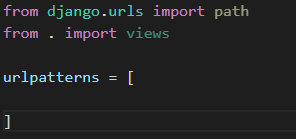 from django.urls import path
from . import views
urlpatterns = [
]